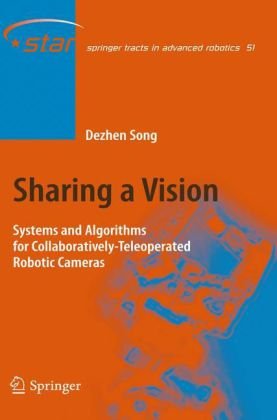 star
springer tracts in advanced robotics 51
Dezhen Song
Sharing a Vision
Systems and Algorithms
for Collaboratively-Teleoperated
Robotic Cameras
Springer